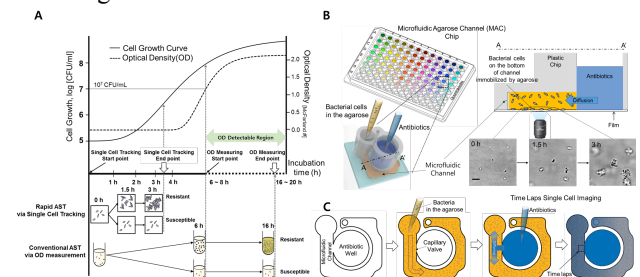 A
Cell Growth Curve
Optical Density(OD)
Cell Growth, log [CFU/ml]
8
7
6
5
10⁷ CFU/mL
2.0
1.5
1.0
0.5
0.0
Optical Density
OD Detectable Region
Single Cell Tracking
Start point
Single Cell Tracking
End point
OD Measuring
Start point
OD Measuring
End point
Incubation
time (h)
1 h
2 h
3 h
4 h
6 ~ 8 h
16 ~ 20 h
Rapid AST
via Single Cell Tracking
0 h
1.5 h
3 h
Resistant
Susceptible
Conventional AST
via OD measurement
6 h
16 h
Resistant
Susceptible
B
Microfluidic Agarose Channel (MAC)
Chip
Bacterial cells
in the agarose
Antibiotics
A
A'
Microfluidic
Channel
A
A'
Bacterial cells
on the bottom
of channel
immobilized by agarose
Plastic
Chip
Antibiotics
Diffusion
Film
0 h
1.5 h
3 h
C
Bacteria
in the agarose
Time Laps Single Cell Imaging
Antibiotics
Microfluidic
Channel
Antibiotic
Well
Capillary
Valve
Time laps